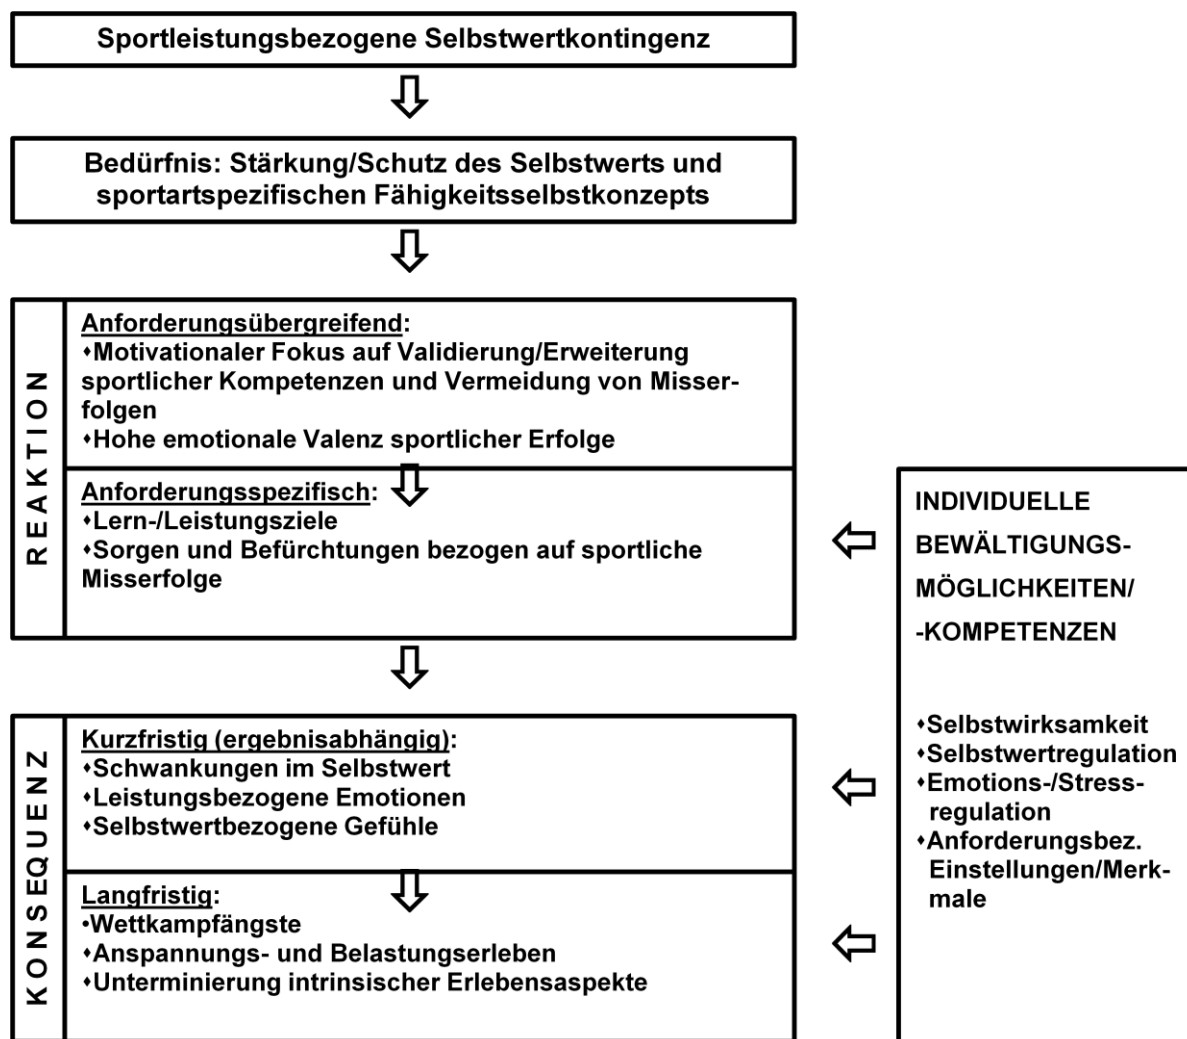 Sportleistungsbezogene Selbstwertkontingenz
Bedürfnis: Stärkung/Schutz des Selbstwerts und
sportartspezifischen Fähigkeitsselbstkonzepts
REAKTION
Anforderungsübergreifend:
⬧Motivationaler Fokus auf Validierung/Erweiterung
sportlicher Kompetenzen und Vermeidung von Misser-
folgen
⬧Hohe emotionale Valenz sportlicher Erfolge
Anforderungsspezifisch:
⬧Lern-/Leistungsziele
⬧Sorgen und Befürchtungen bezogen auf sportliche
Misserfolge
KONSEQUENZ
Kurzfristig (ergebnisabhängig):
⬧Schwankungen im Selbstwert
⬧Leistungsbezogene Emotionen
⬧Selbstwertbezogene Gefühle
Langfristig:
•Wettkampfängste
⬧Anspannungs- und Belastungserleben
⬧Unterminierung intrinsischer Erlebensaspekte
INDIVIDUELLE
BEWÄLTIGUNGS-
MÖGLICHKEITEN/
-KOMPETENZEN
⬧Selbstwirksamkeit
⬧Selbstwertregulation
⬧Emotions-/Stress-
regulation
⬧Anforderungsbez.
Einstellungen/Merk-
male